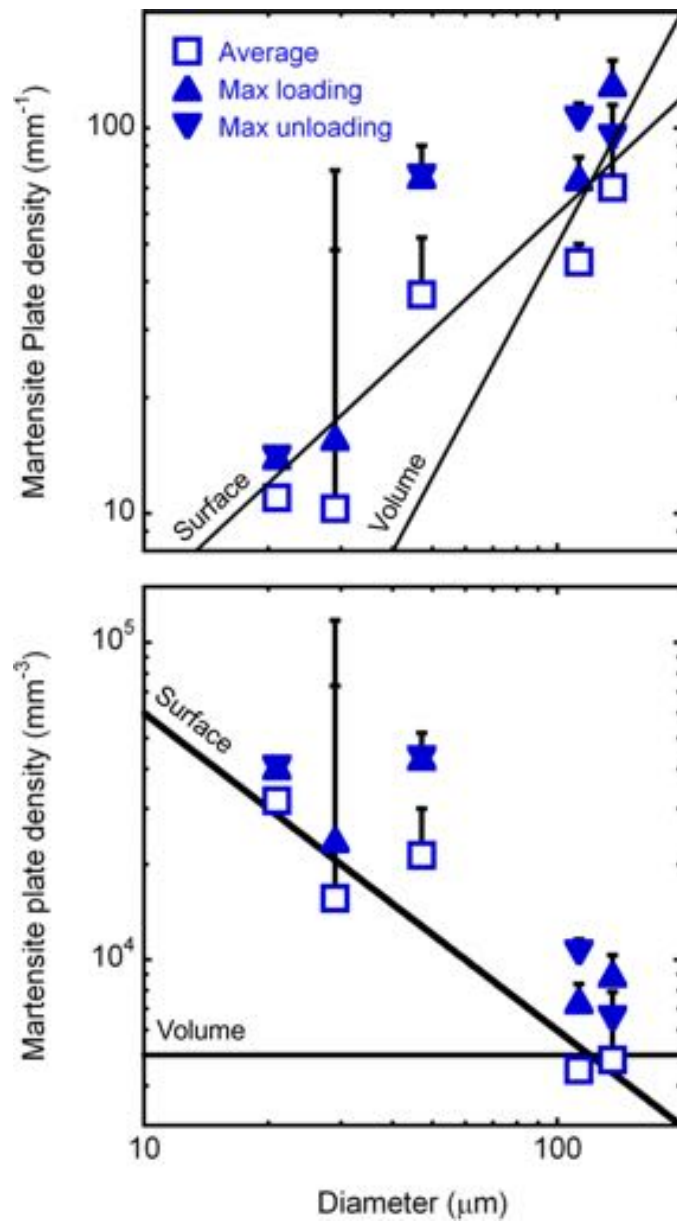 Average
Max loading
Max unloading
Martensite Plate density (mm⁻¹)
100
10
Surface
Volume
Martensite plate density (mm⁻³)
10⁵
10⁴
Surface
Volume
10
100
Diameter (μm)